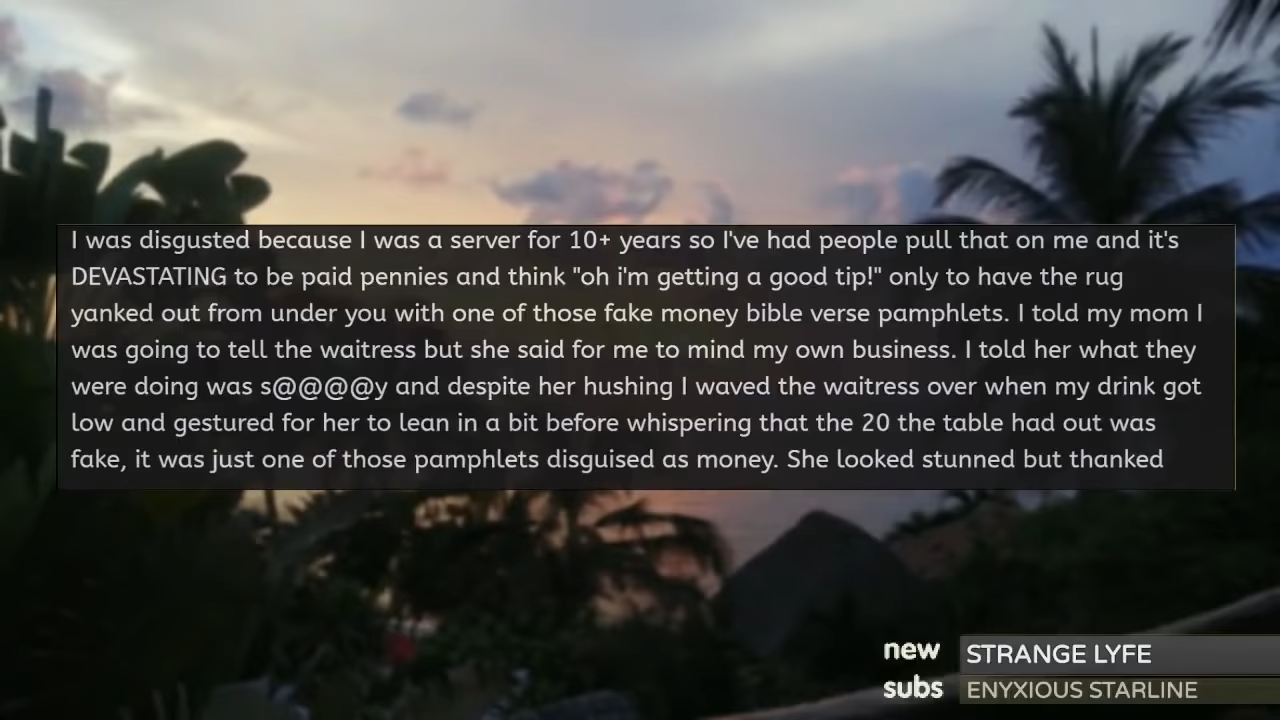 I was disgusted because I was a server for 10+ years so I've had people pull that on me and it's
DEVASTATING to be paid pennies and think "oh i'm getting a good tip!" only to have the rug
yanked out from under you with one of those fake money bible verse pamphlets. I told my mom I
was going to tell the waitress but she said for me to mind my own business. I told her what they
were doing was s@@@@y and despite her hushing I waved the waitress over when my drink got
low and gestured for her to lean in a bit before whispering that the 20 the table had out was
fake, it was just one of those pamphlets disguised as money. She looked stunned but thanked
new STRANGE LYFE
subs ENYXIOUS STARLINE